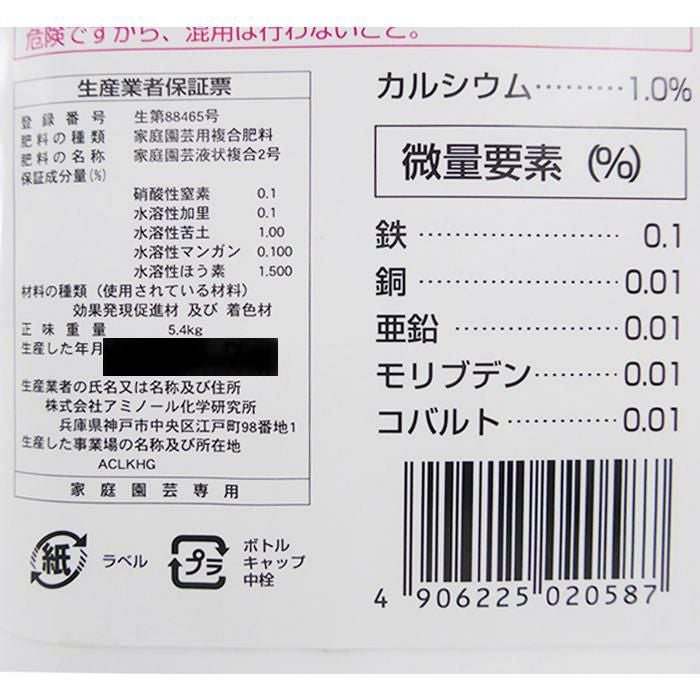 危険ですから、混用は行わないこと。
生産業者保証票
登録番号 生第88465号
肥料の種類 家庭園芸用複合肥料
肥料の名称 家庭園芸液状複合2号
保証成分量(%)
硝酸性窒素 0.1
水溶性加里 0.1
水溶性苦土 1.00
水溶性マンガン 0.100
水溶性ほう素 1.500
材料の種類（使用されている材料）
効果発現促進材 及び 着色材
正味重量 5.4kg
生産した年月
生産業者の氏名又は名称及び住所
株式会社アミノール化学研究所
兵庫県神戸市中央区江戸町98番地1
生産した事業場の名称及び所在地
ACLKHG
家庭園芸専用
紙 ラベル
プラ ボトル
キャップ
中栓
カルシウム………1.0%
微量要素 (%)
鉄…………………0.1
銅…………………0.01
亜鉛………………0.01
モリブデン………0.01
コバルト…………0.01
4 906225 020587